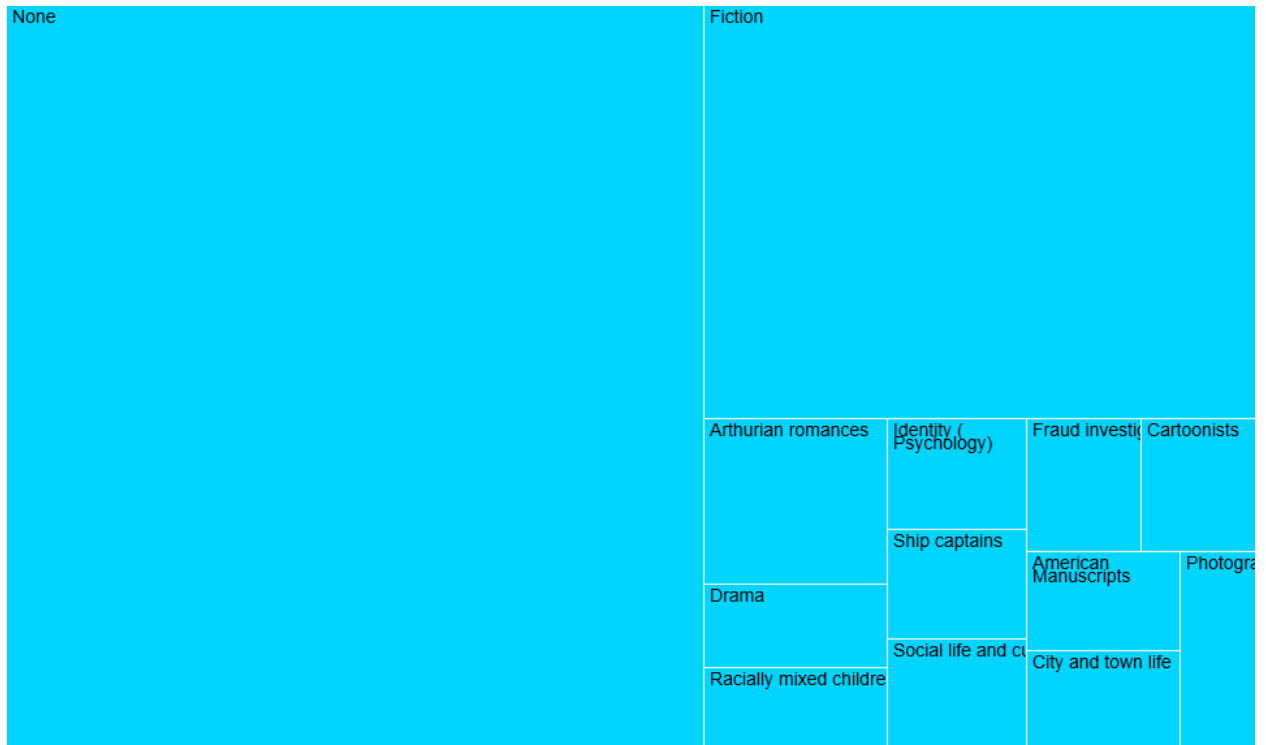 None
Fiction
Arthurian romances
Identity (
Psychology)
Fraud investig
Cartoonists
Ship captains
American
Manuscripts
Photogra
Drama
Social life and cu
City and town life
Racially mixed childre